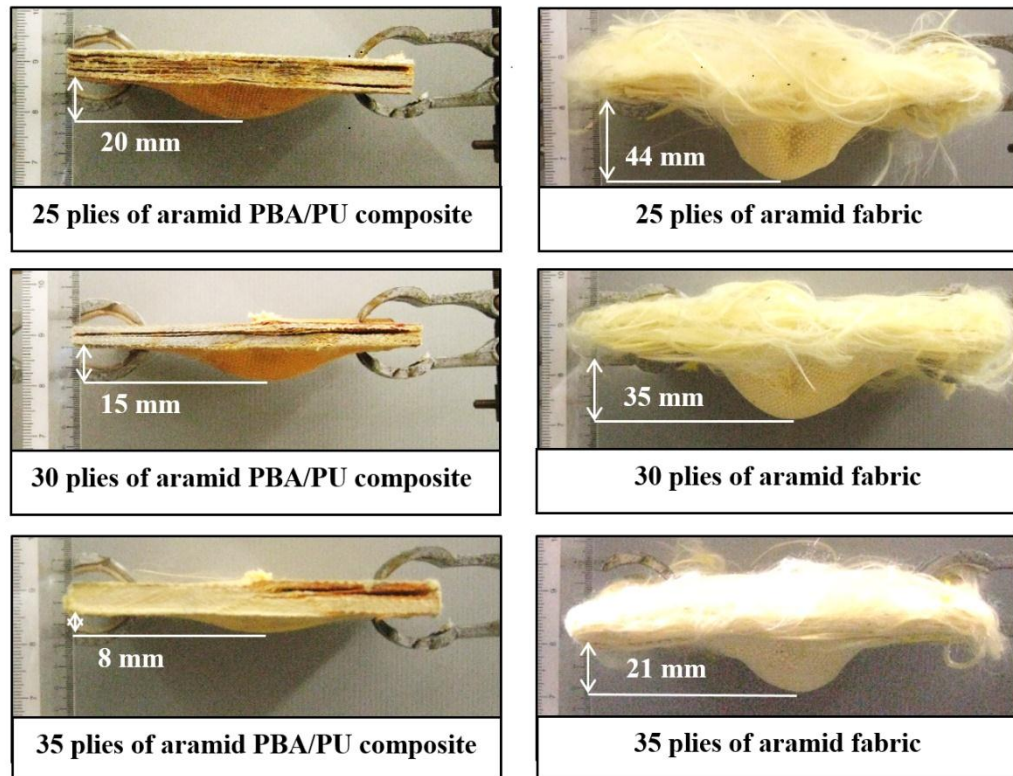 20 mm
25 plies of aramid PBA/PU composite
44 mm
25 plies of aramid fabric
15 mm
30 plies of aramid PBA/PU composite
35 mm
30 plies of aramid fabric
8 mm
35 plies of aramid PBA/PU composite
21 mm
35 plies of aramid fabric